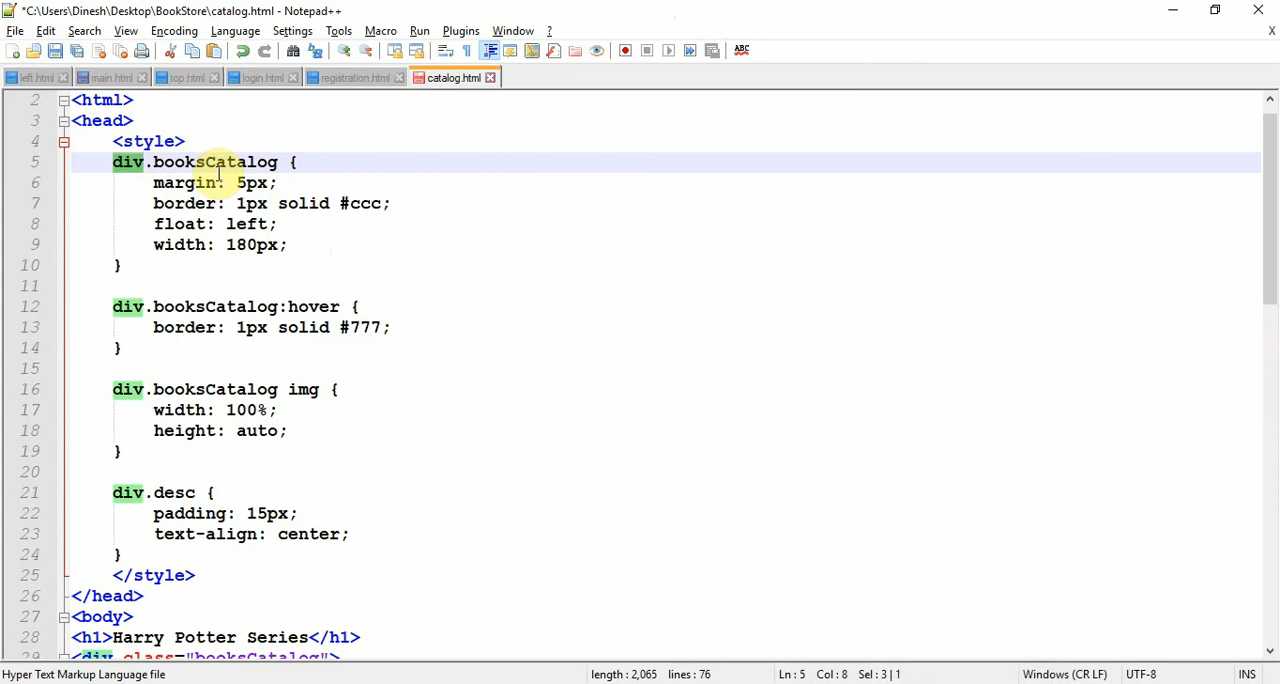 *C:\Users\Dinesh\Desktop\BookStore\catalog.html - Notepad++
File Edit Search View Encoding Language Settings Tools Macro Run Plugins Window ? X
ABC
left.html main.html top.html login.html registration.html catalog.html
2 <html>
3 <head>
4 <style>
5 div.booksCatalog {
6 margin: 5px;
7 border: 1px solid #ccc;
8 float: left;
9 width: 180px;
10 }
11
12 div.booksCatalog:hover {
13 border: 1px solid #777;
14 }
15
16 div.booksCatalog img {
17 width: 100%;
18 height: auto;
19 }
20
21 div.desc {
22 padding: 15px;
23 text-align: center;
24 }
25 </style>
26 </head>
27 <body>
28 <h1>Harry Potter Series</h1>
29 <div class="booksCatalog">
Hyper Text Markup Language file length : 2,065 lines : 76 Ln : 5 Col : 8 Sel : 3 | 1 Windows (CR LF) UTF-8 INS